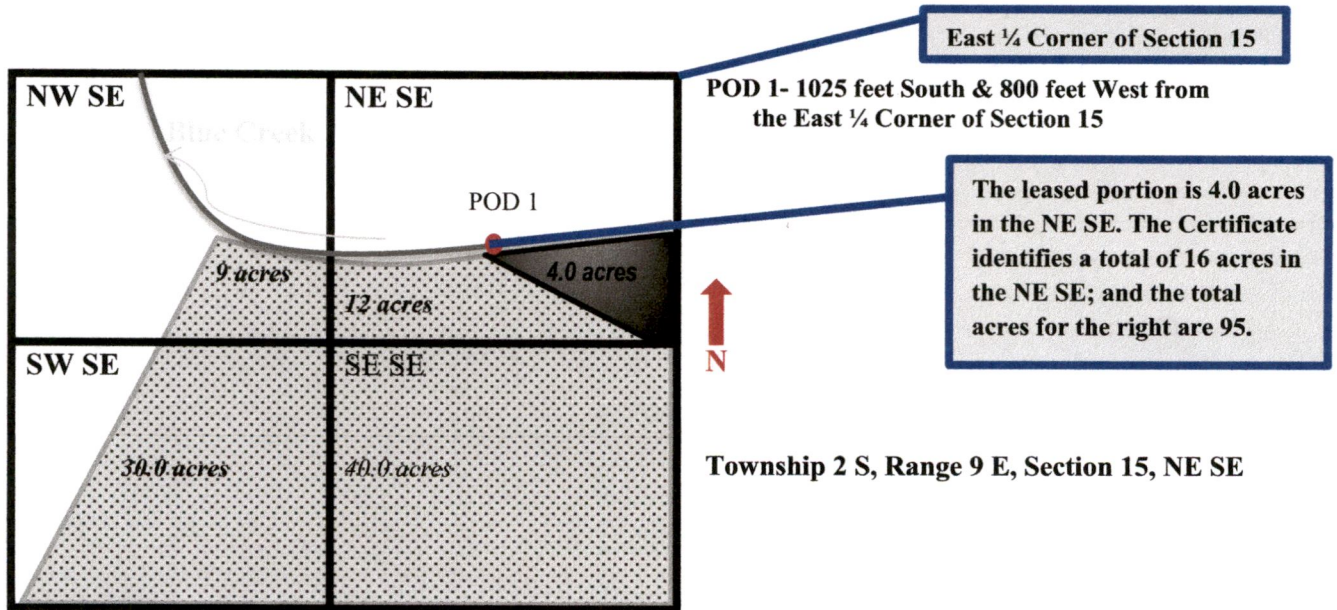 East ¼ Corner of Section 15
NW SE
NE SE
POD 1- 1025 feet South & 800 feet West from
the East ¼ Corner of Section 15
Blue Creek
POD 1
The leased portion is 4.0 acres
in the NE SE. The Certificate
identifies a total of 16 acres in
the NE SE; and the total
acres for the right are 95.
9 acres
4.0 acres
12 acres
N
SW SE
SE SE
30.0 acres
40.0 acres
Township 2 S, Range 9 E, Section 15, NE SE